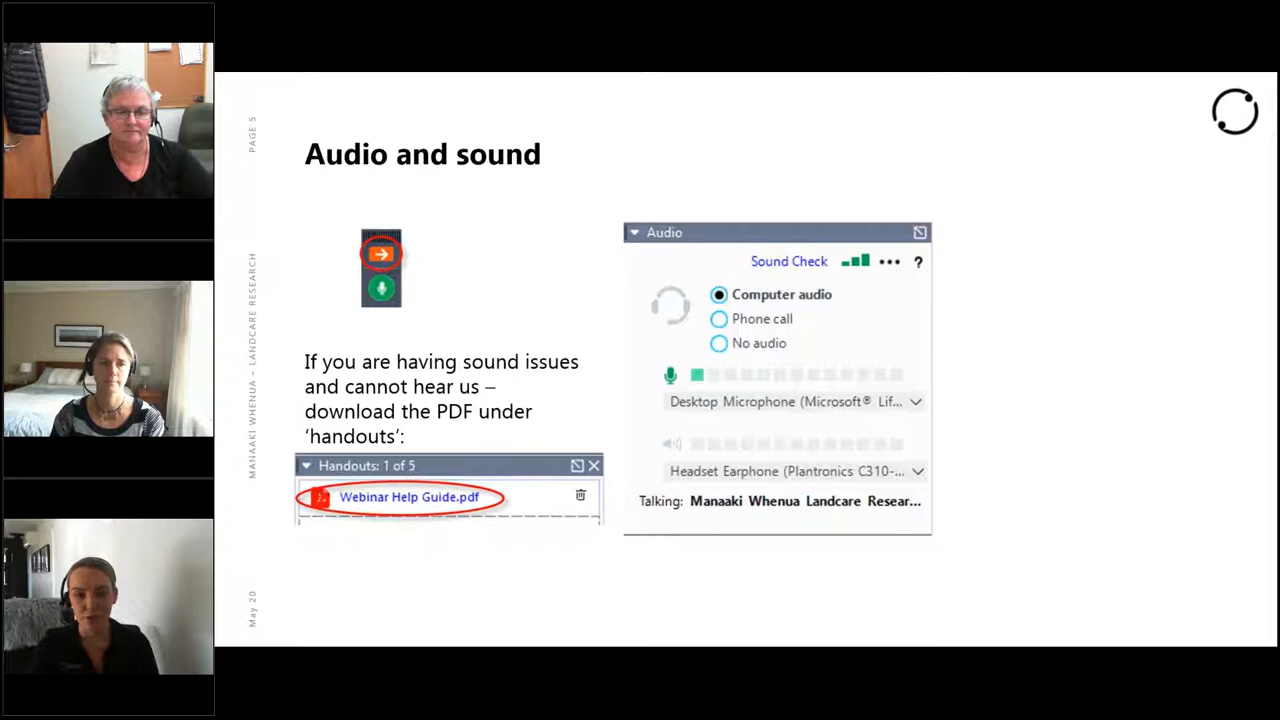 PAGE 5
MANAAKI WHENUA – LANDCARE RESEARCH
May 20
Audio and sound
If you are having sound issues
and cannot hear us –
download the PDF under
‘handouts’:
Handouts: 1 of 5
Webinar Help Guide.pdf
Audio
Sound Check ••• ?
Computer audio
Phone call
No audio
Desktop Microphone (Microsoft® Lif...
Headset Earphone (Plantronics C310-...
Talking: Manaaki Whenua Landcare Resear...